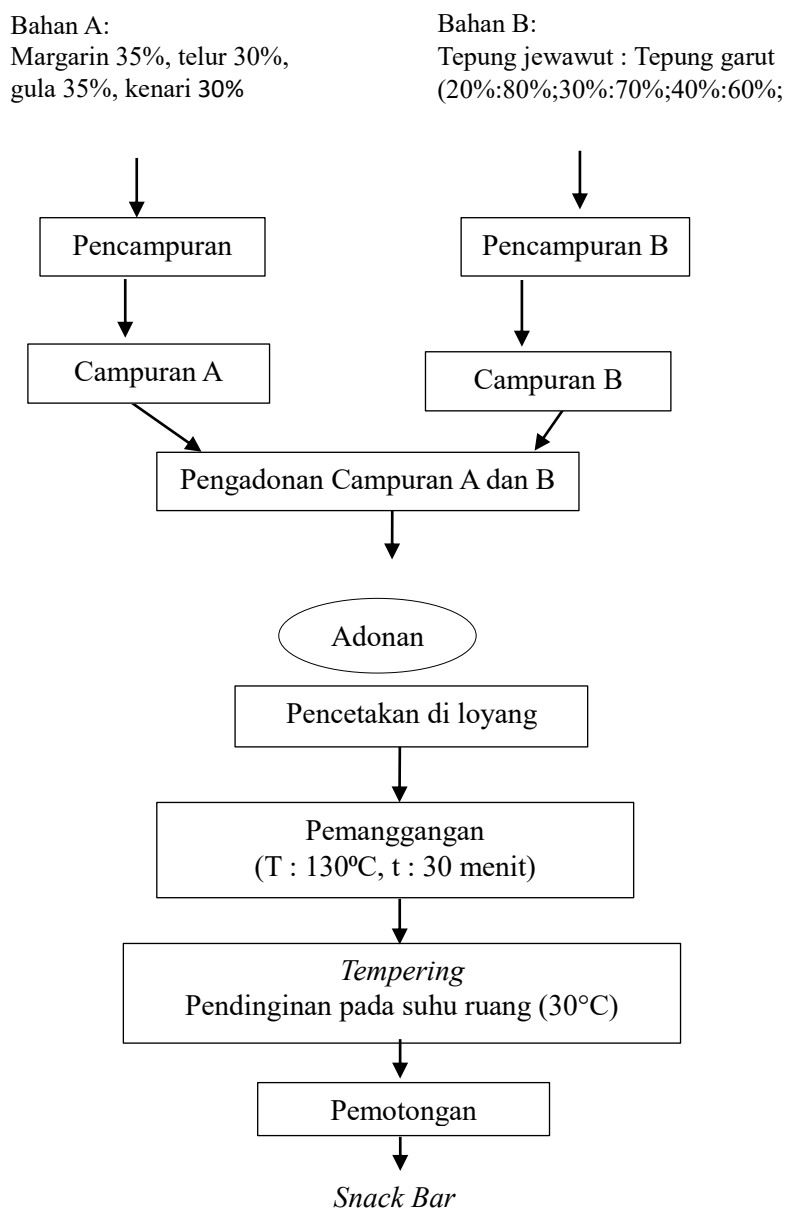 Bahan A:
Margarin 35%, telur 30%,
gula 35%, kenari 30%
Bahan B:
Tepung jewawut : Tepung garut
(20%:80%;30%:70%;40%:60%;
Pencampuran
Pencampuran B
Campuran A
Campuran B
Pengadonan Campuran A dan B
Adonan
Pencetakan di loyang
Pemanggangan
(T : 130⁰C, t : 30 menit)
Tempering
Pendinginan pada suhu ruang (30°C)
Pemotongan
Snack Bar